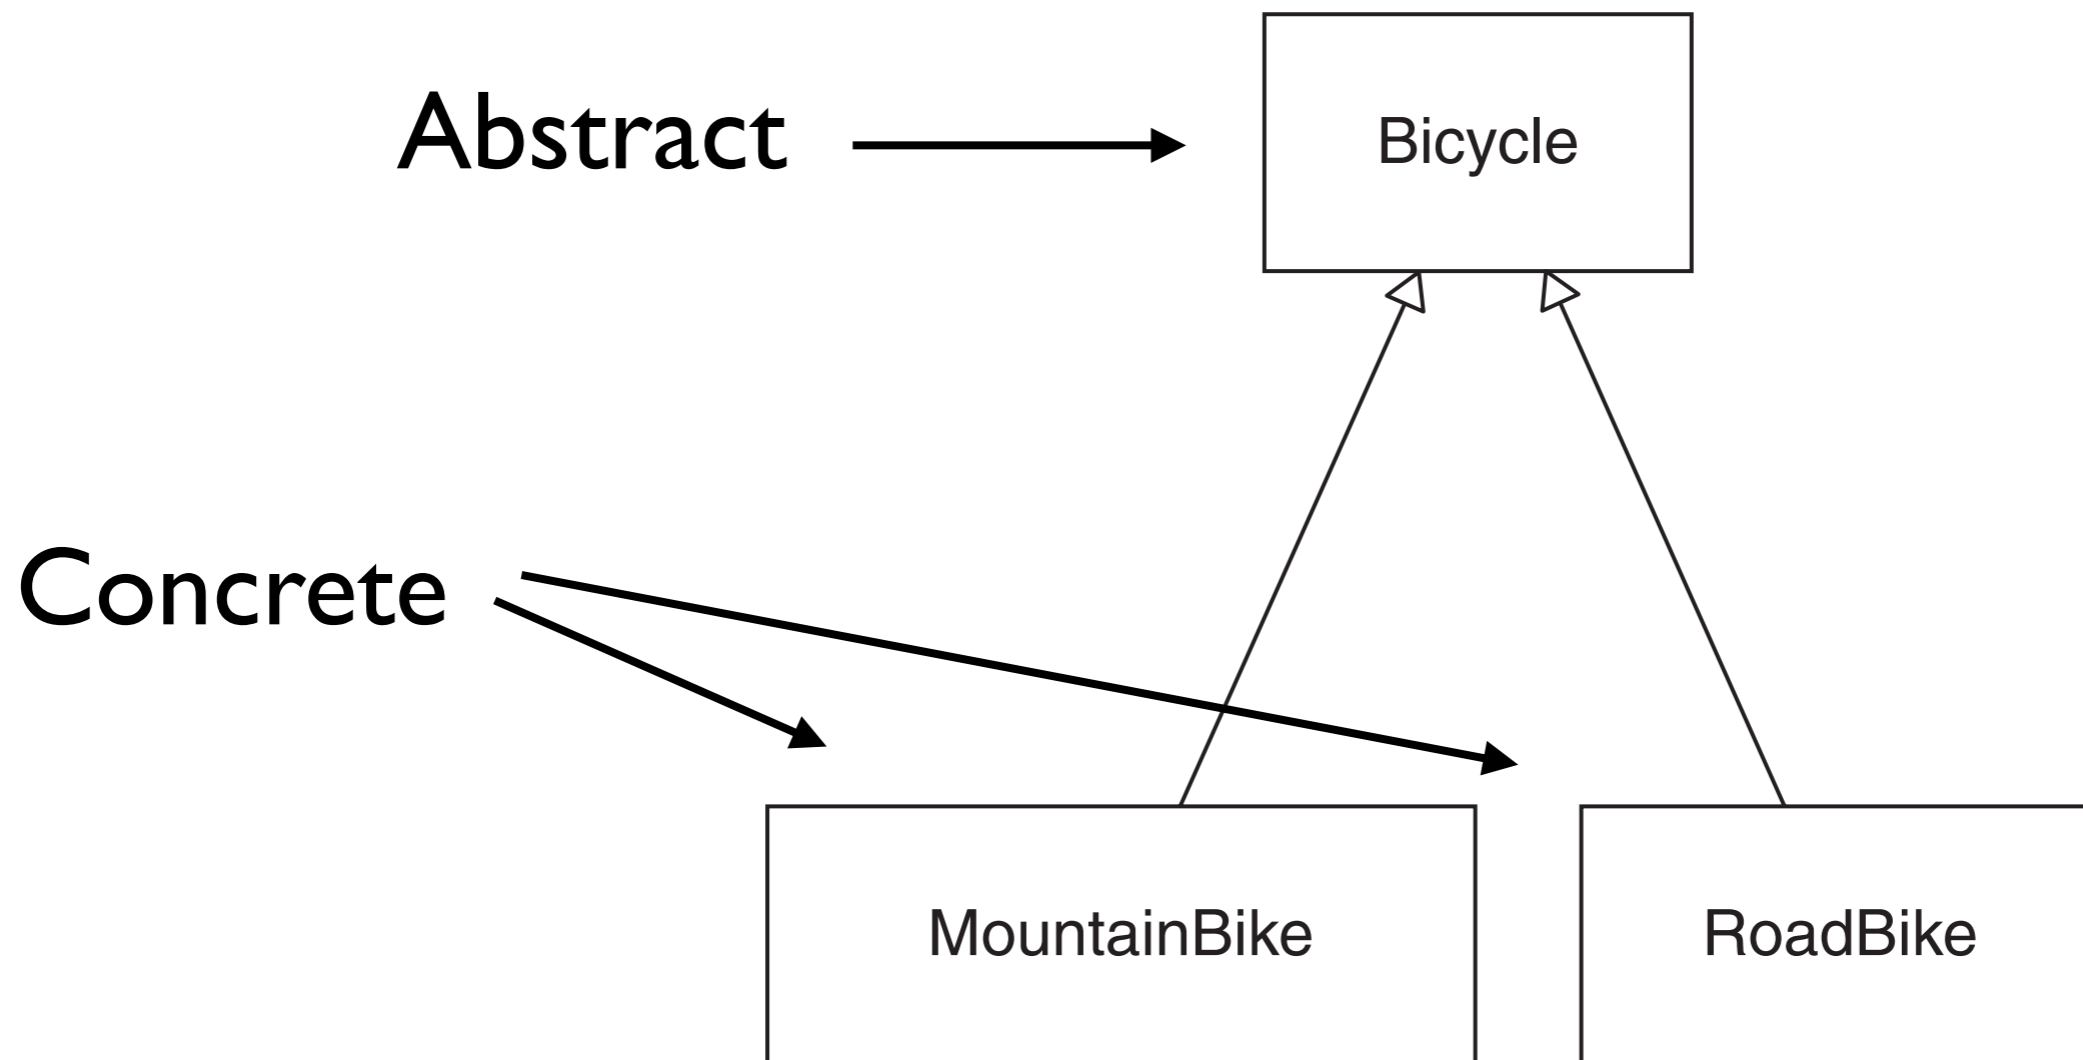 Abstract
Bicycle
Concrete
MountainBike
RoadBike